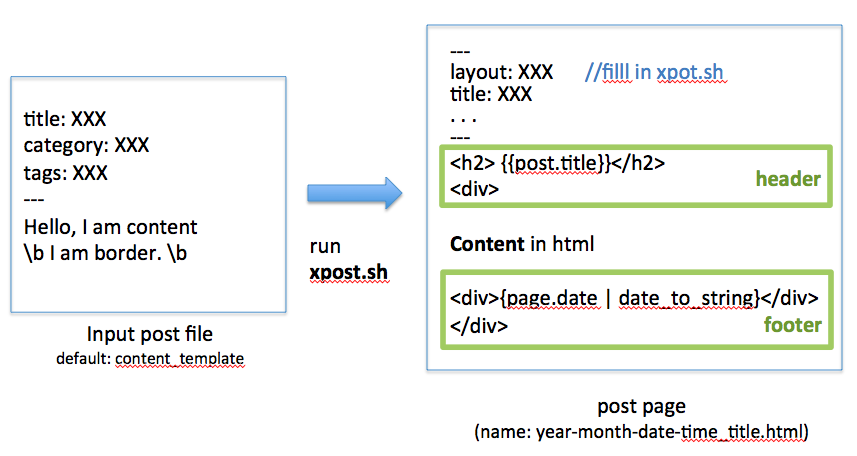 title: XXX
category: XXX
tags: XXX
---
Hello, I am content
\b I am border. \b
Input post file
default: content_template
run
xpost.sh
---
layout: XXX //filll in xpot.sh
title: XXX
. . .
---
<h2> {{post.title}}</h2>
<div>
header
Content in html
<div>{page.date | date_to_string}</div>
</div>
footer
post page
(name: year-month-date-time_title.html)